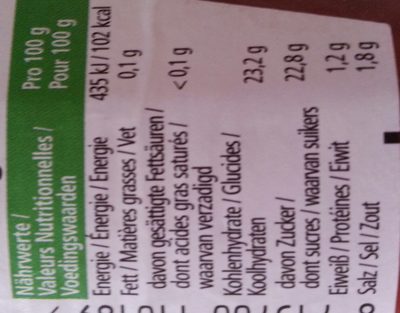 Nährwerte / Pro 100 g
Valeurs Nutritionnelles / Pour 100 g
Voedingswaarden
Energie / Énergie / Energie 435 kJ / 102 kcal
Fett / Matières grasses / Vet 0,1 g
davon gesättigte Fettsäuren /
dont acides gras saturés / < 0,1 g
waarvan verzadigd
Kohlenhydrate / Glucides / 23,2 g
Koolhydraten
davon Zucker / 22,8 g
dont sucres / waarvan suikers
Eiweiß / Protéines / Eiwit 1,2 g
Salz / Sel / Zout 1,8 g